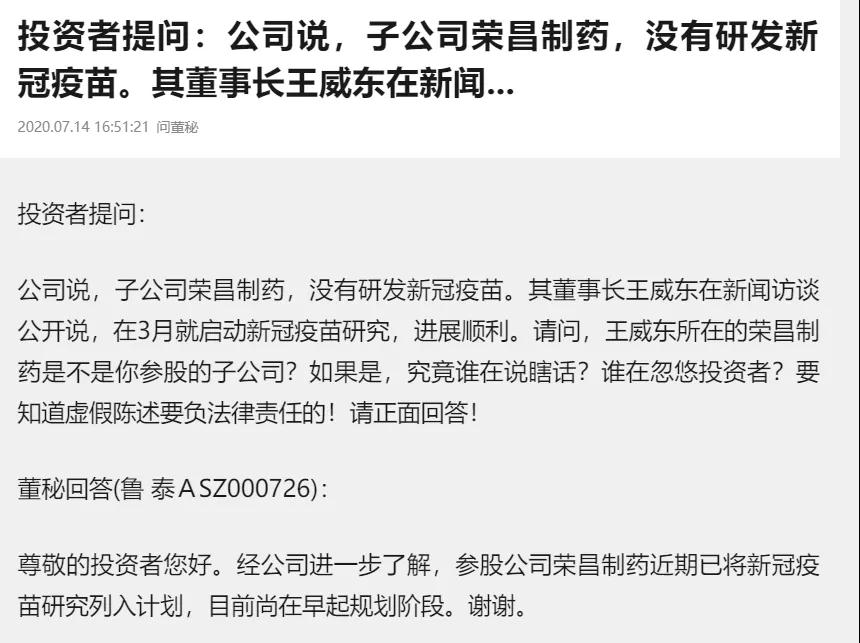 投资者提问：公司说，子公司荣昌制药，没有研发新
冠疫苗。其董事长王威东在新闻...
2020.07.14 16:51:21 问董秘
投资者提问：
公司说，子公司荣昌制药，没有研发新冠疫苗。其董事长王威东在新闻访谈
公开说，在3月就启动新冠疫苗研究，进展顺利。请问，王威东所在的荣昌制
药是不是你参股的子公司？如果是，究竟谁在说瞎话？谁在忽悠投资者？要
知道虚假陈述要负法律责任的！请正面回答！
董秘回答(鲁 泰ＡSZ000726)：
尊敬的投资者您好。经公司进一步了解，参股公司荣昌制药近期已将新冠疫
苗研究列入计划，目前尚在早起规划阶段。谢谢。